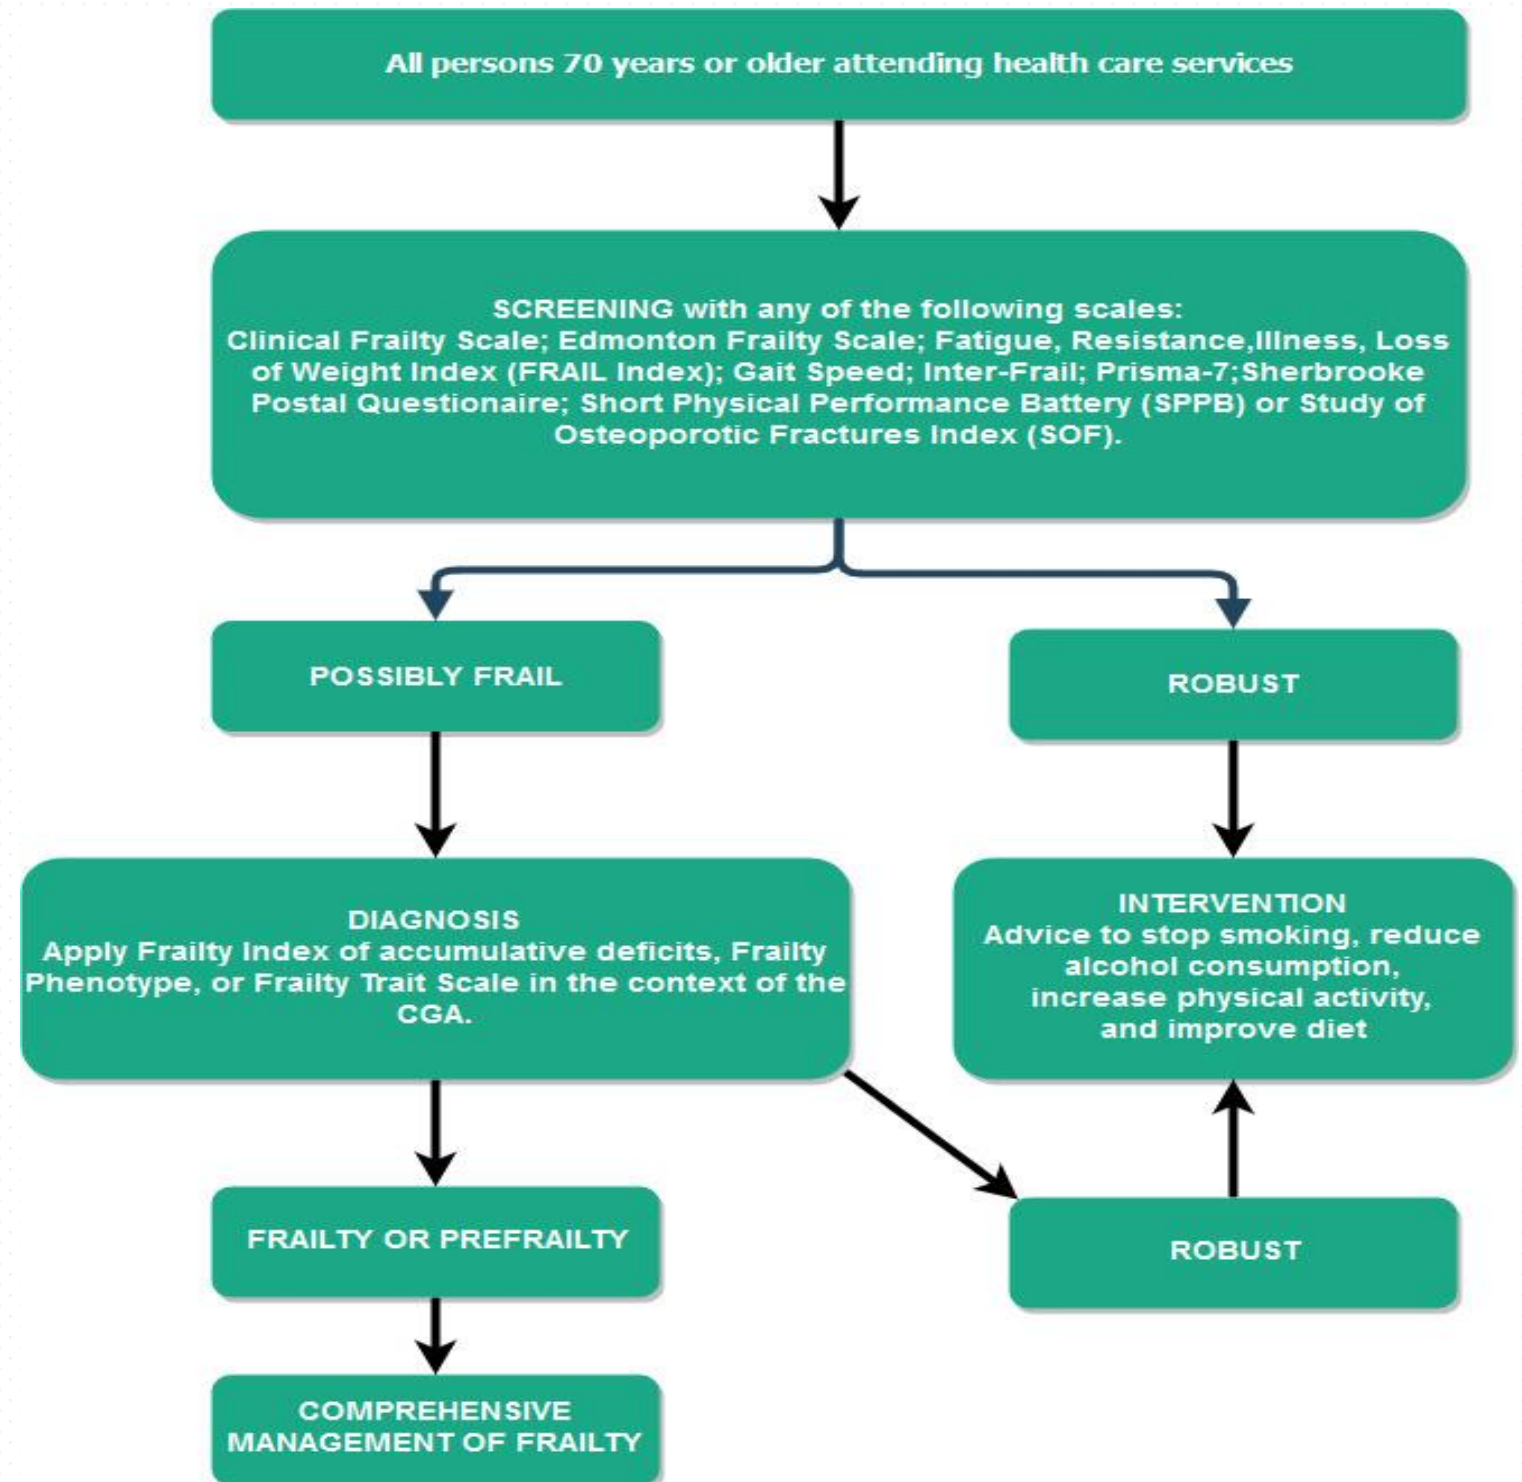 All persons 70 years or older attending health care services
SCREENING with any of the following scales:
Clinical Frailty Scale; Edmonton Frailty Scale; Fatigue, Resistance,Illness, Loss
of Weight Index (FRAIL Index); Gait Speed; Inter-Frail; Prisma-7;Sherbrooke
Postal Questionaire; Short Physical Performance Battery (SPPB) or Study of
Osteoporotic Fractures Index (SOF).
POSSIBLY FRAIL
ROBUST
DIAGNOSIS
Apply Frailty Index of accumulative deficits, Frailty
Phenotype, or Frailty Trait Scale in the context of the
CGA.
INTERVENTION
Advice to stop smoking, reduce
alcohol consumption,
increase physical activity,
and improve diet
FRAILTY OR PREFRAILTY
ROBUST
COMPREHENSIVE
MANAGEMENT OF FRAILTY